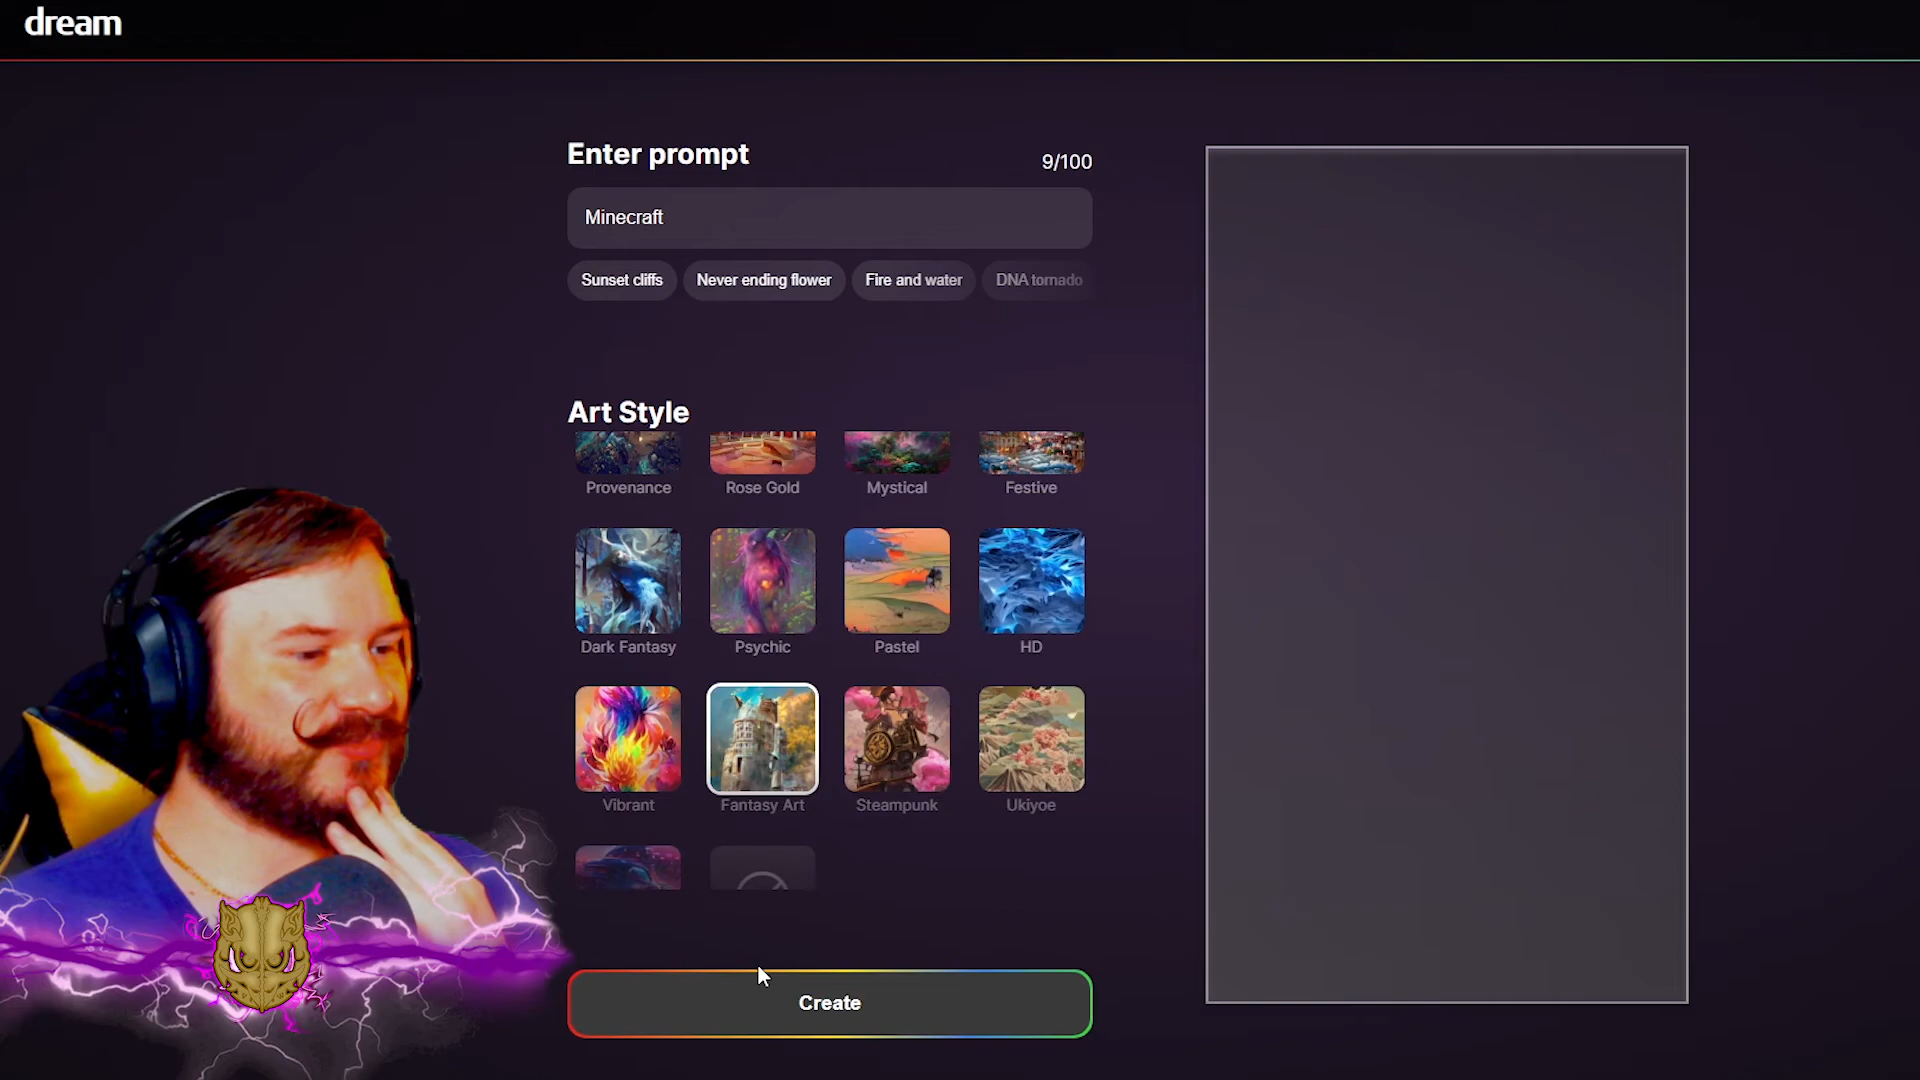 dream
Enter prompt
9/100
Minecraft
Sunset cliffs
Never ending flower
Fire and water
DNA tornado
Art Style
Provenance
Rose Gold
Mystical
Festive
Dark Fantasy
Psychic
Pastel
HD
Vibrant
Fantasy Art
Steampunk
Ukiyoe
Create